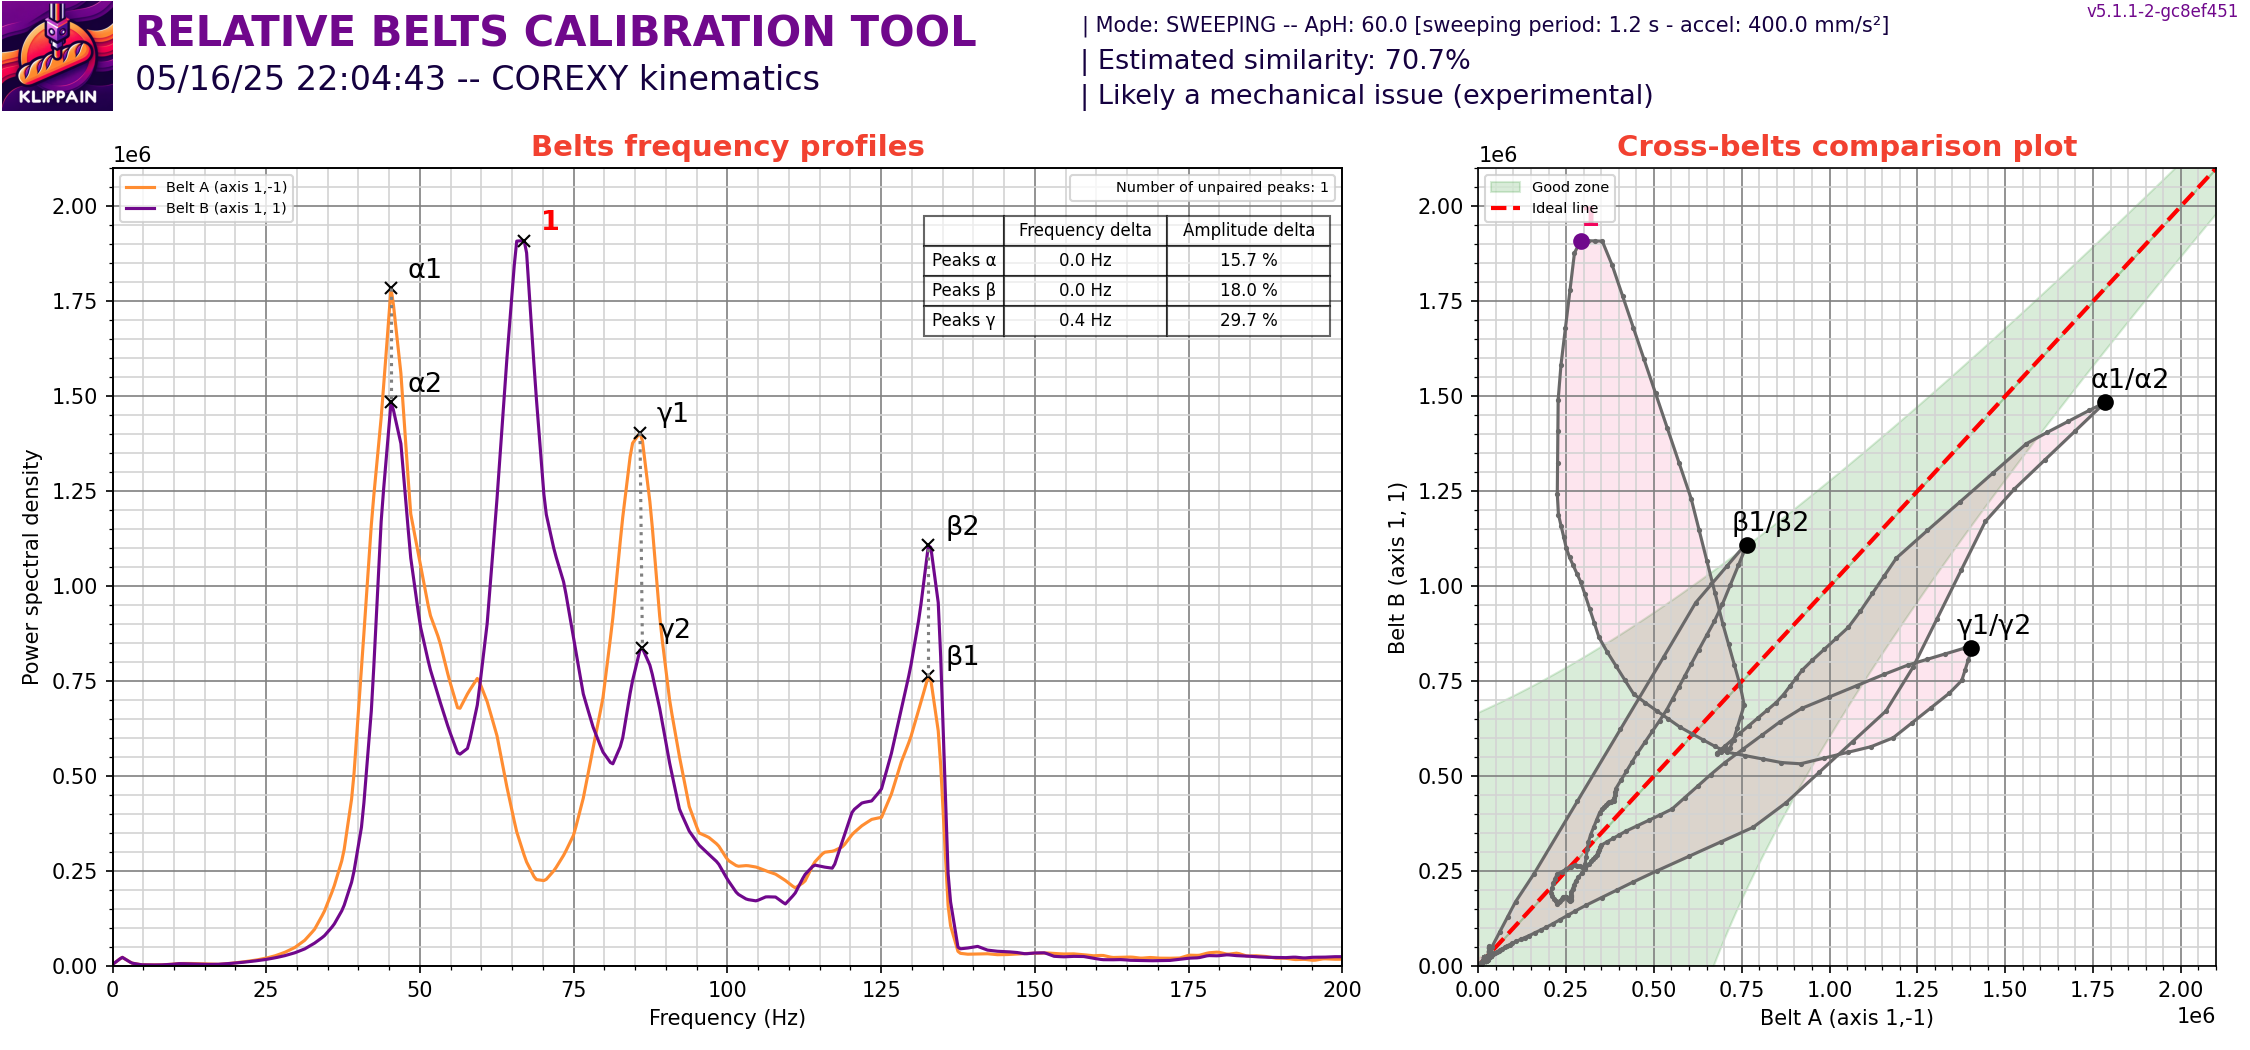 KLIPPAIN
RELATIVE BELTS CALIBRATION TOOL
05/16/25 22:04:43 -- COREXY kinematics
| Mode: SWEEPING -- ApH: 60.0 [sweeping period: 1.2 s - accel: 400.0 mm/s²]
| Estimated similarity: 70.7%
| Likely a mechanical issue (experimental)
v5.1.1-2-gc8ef451
Belts frequency profiles
1e6
Belt A (axis 1,-1)
Belt B (axis 1, 1)
Number of unpaired peaks: 1
Frequency delta Amplitude delta
Peaks α 0.0 Hz 15.7 %
Peaks β 0.0 Hz 18.0 %
Peaks γ 0.4 Hz 29.7 %
1
α1
α2
γ1
γ2
β2
β1
2.00
1.75
1.50
1.25
1.00
0.75
0.50
0.25
0.00
Power spectral density
0 25 50 75 100 125 150 175 200
Frequency (Hz)
Cross-belts comparison plot
1e6
Good zone
Ideal line
1
α1/α2
β1/β2
γ1/γ2
2.00
1.75
1.50
1.25
1.00
0.75
0.50
0.25
0.00
Belt B (axis 1, 1)
0.00 0.25 0.50 0.75 1.00 1.25 1.50 1.75 2.00
Belt A (axis 1,-1)
1e6